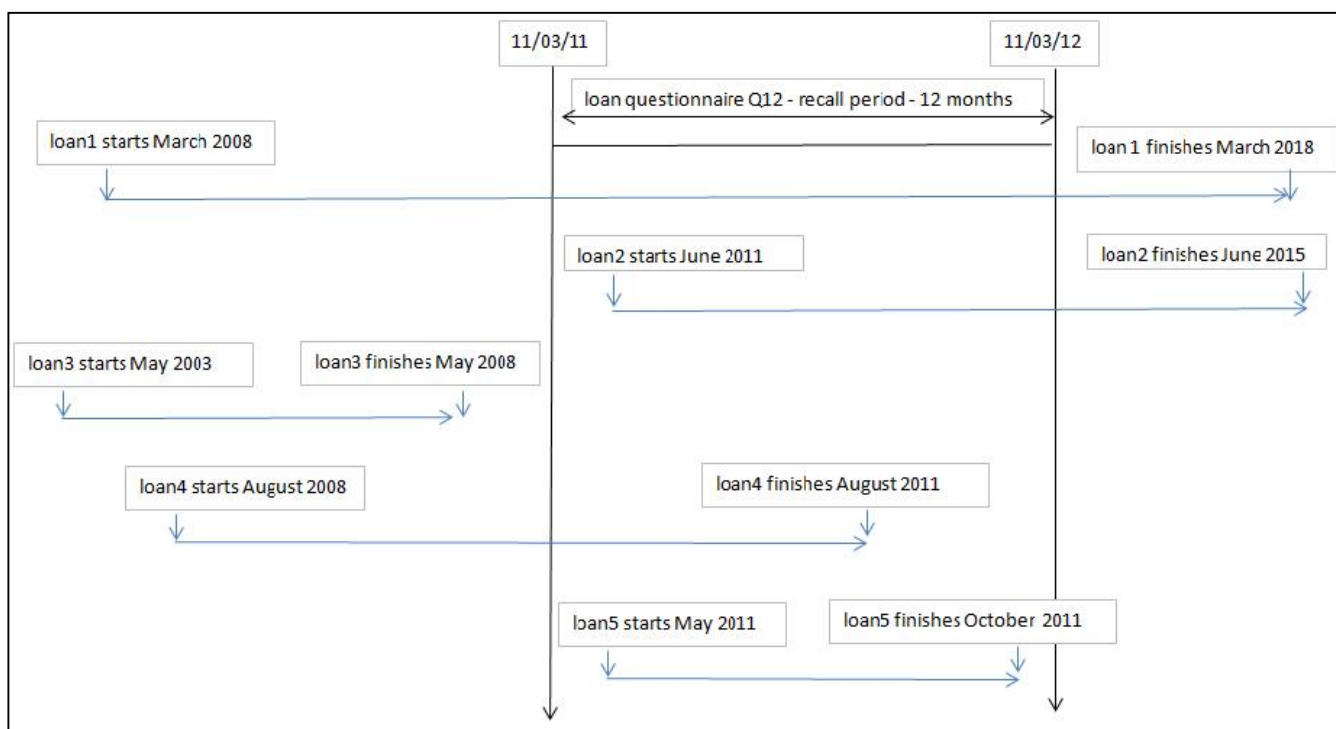 11/03/11
11/03/12
loan questionnaire Q12 - recall period - 12 months
loan1 starts March 2008
loan 1 finishes March 2018
loan2 starts June 2011
loan2 finishes June 2015
loan3 starts May 2003
loan3 finishes May 2008
loan4 starts August 2008
loan4 finishes August 2011
loan5 starts May 2011
loan5 finishes October 2011